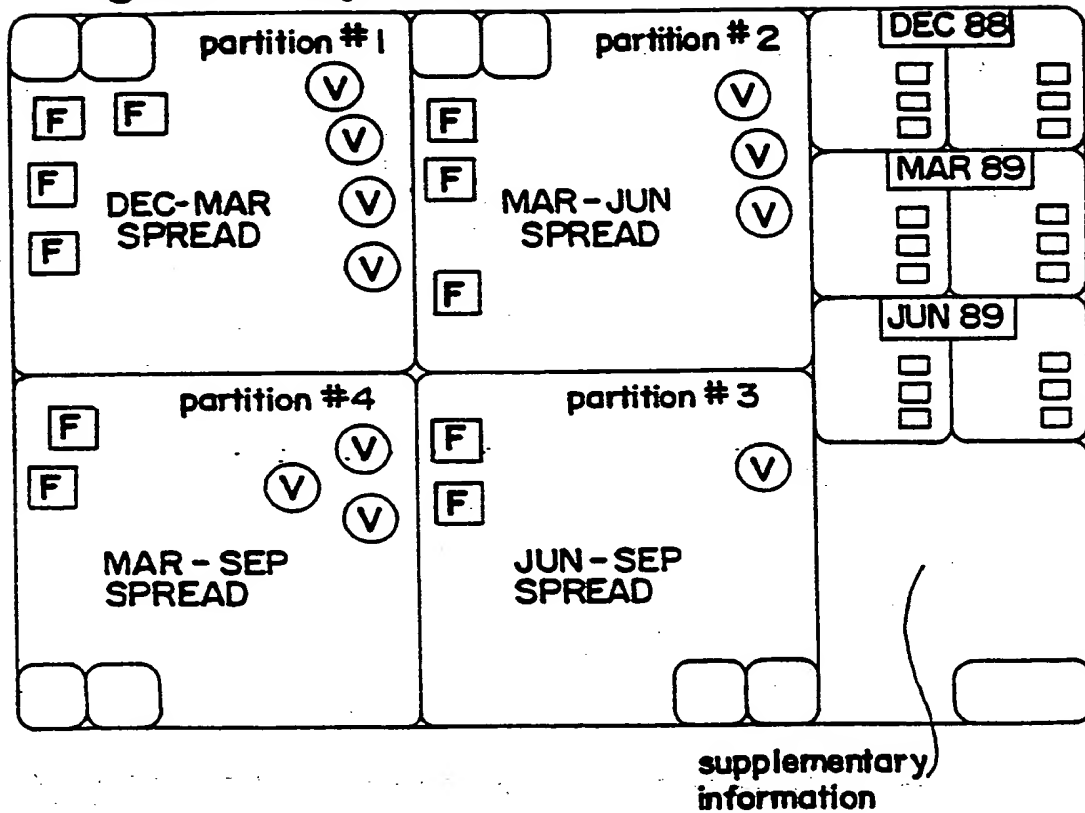 partition #1
V
F
F
V
F
V
DEC-MAR
SPREAD
F
V
partition #2
V
F
V
F
V
MAR-JUN
SPREAD
F
DEC 88
MAR 89
JUN 89
partition #4
F
V
F
V
V
MAR-SEP
SPREAD
partition #3
F
V
F
JUN-SEP
SPREAD
supplementary
information